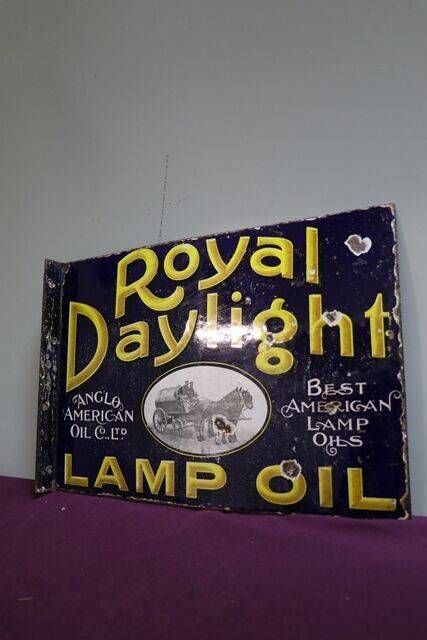 Royal
Daylight
ANGLO
AMERICAN
OIL Co., LTD
BEST
AMERICAN
LAMP
OILS
LAMP OIL